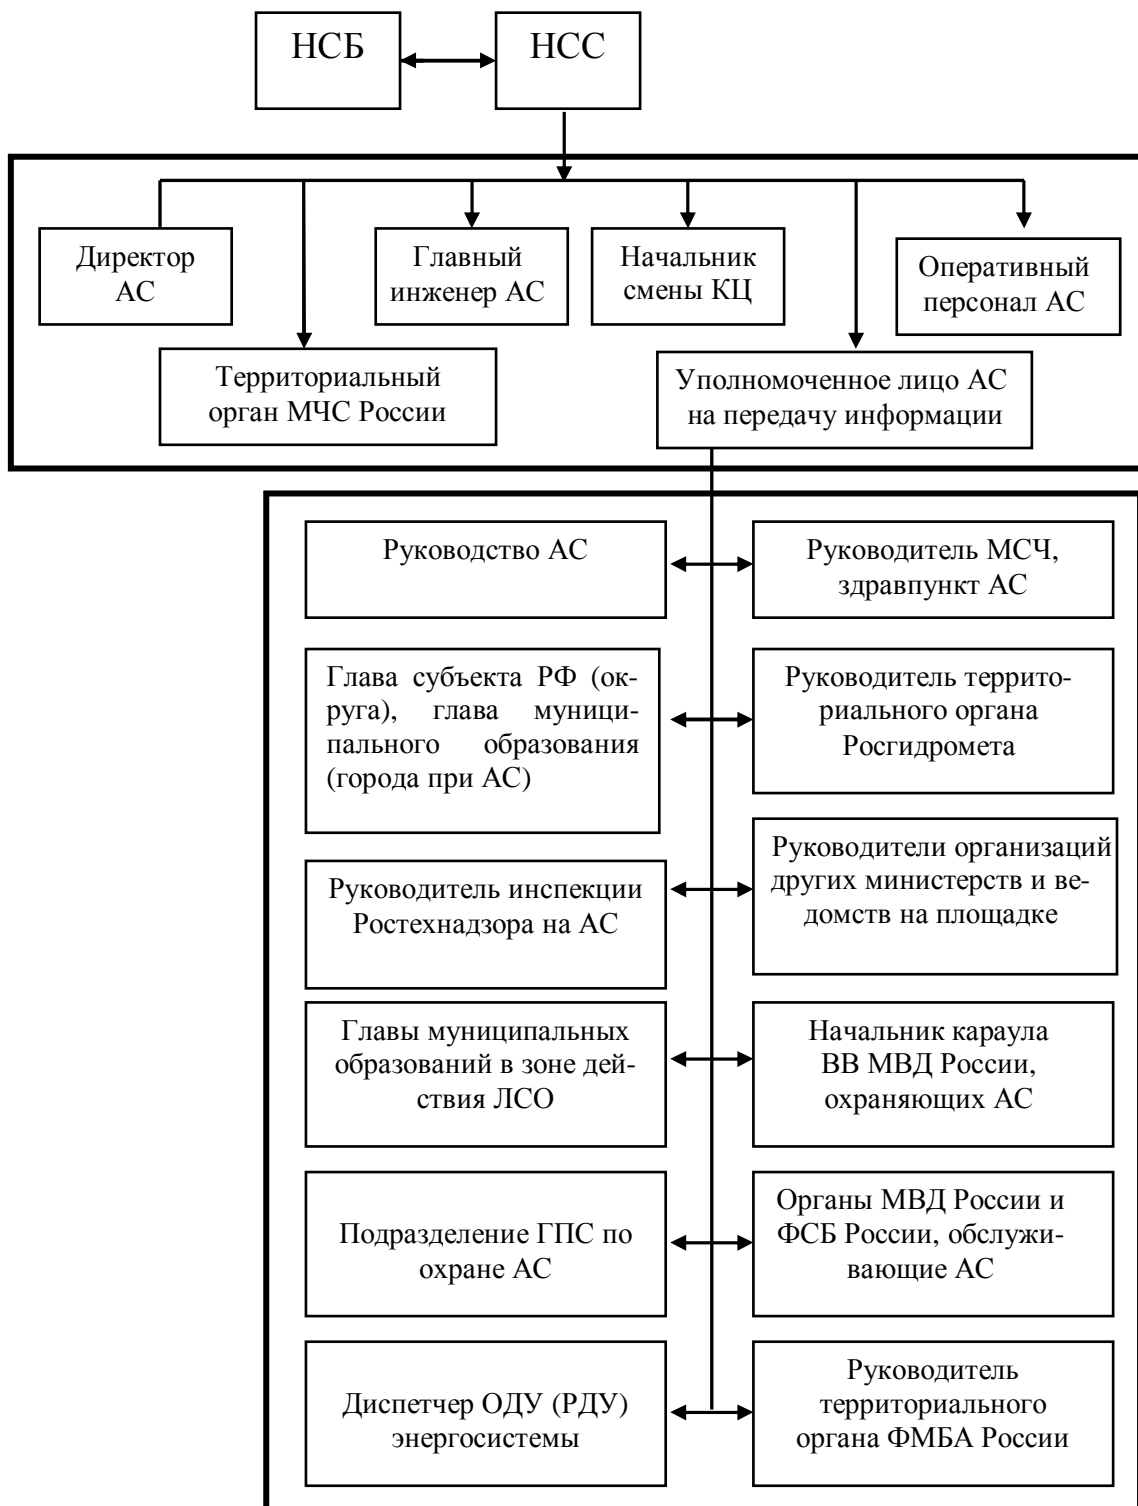 НСБ
НСС
Директор
АС
Главный
инженер АС
Начальник
смены КЦ
Оперативный
персонал АС
Территориальный
орган МЧС России
Уполномоченное лицо АС
на передачу информации
Руководство АС
Руководитель МСЧ,
здравпункт АС
Глава субъекта РФ (ок-
руга), глава муници-
пального образования
(города при АС)
Руководитель террито-
риального органа
Росгидромета
Руководитель инспекции
Ростехнадзора на АС
Руководители организаций
других министерств и ве-
домств на площадке
Главы муниципальных
образований в зоне дей-
ствия ЛСО
Начальник караула
ВВ МВД России,
охраняющих АС
Подразделение ГПС по
охране АС
Органы МВД России и
ФСБ России, обслужи-
вающие АС
Диспетчер ОДУ (РДУ)
энергосистемы
Руководитель
территориального
органа ФМБА России